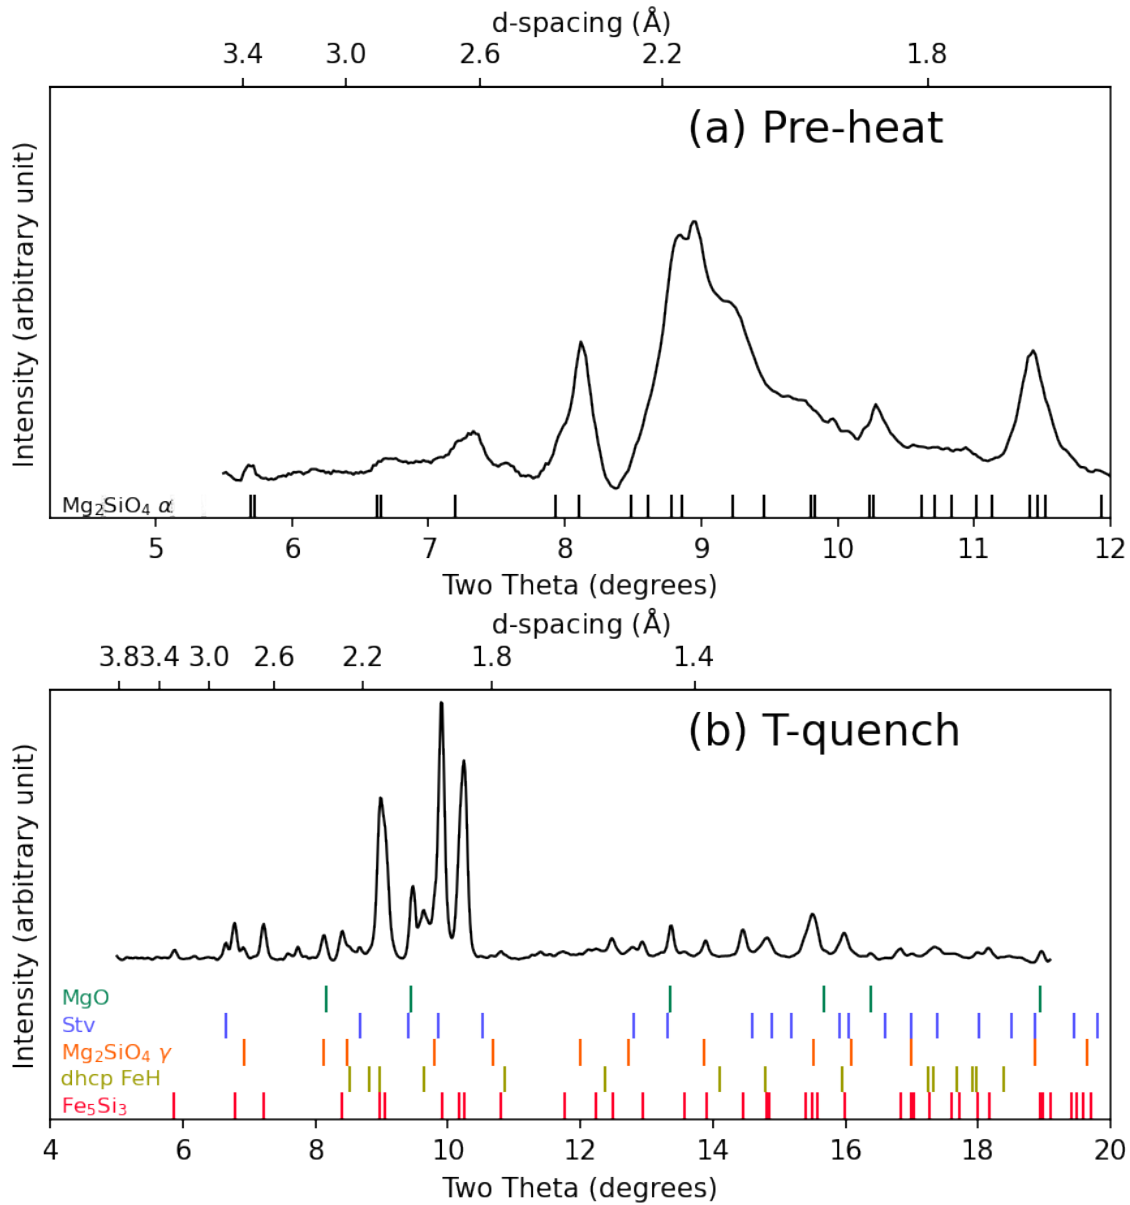 d-spacing (Å)
3.4 3.0 2.6 2.2 1.8
(a) Pre-heat
Intensity (arbitrary unit)
Mg₂SiO₄ α
5 6 7 8 9 10 11 12
Two Theta (degrees)
d-spacing (Å)
3.8 3.4 3.0 2.6 2.2 1.8 1.4
(b) T-quench
Intensity (arbitrary unit)
MgO
Stv
Mg₂SiO₄ γ
dhcp FeH
Fe₅Si₃
4 6 8 10 12 14 16 18 20
Two Theta (degrees)